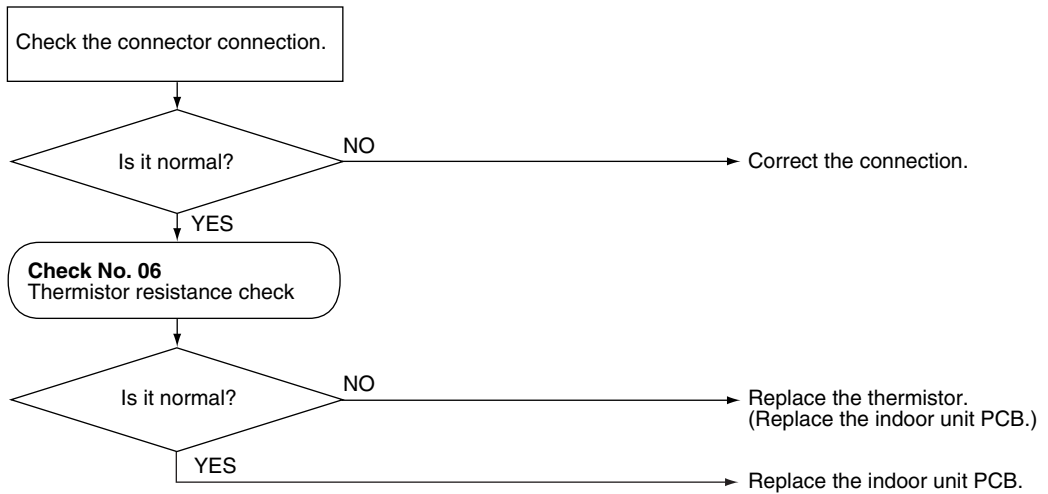 Check the connector connection.
NO
Is it normal?
Correct the connection.
YES
Check No. 06
Thermistor resistance check
NO
Is it normal?
Replace the thermistor.
(Replace the indoor unit PCB.)
YES
Replace the indoor unit PCB.